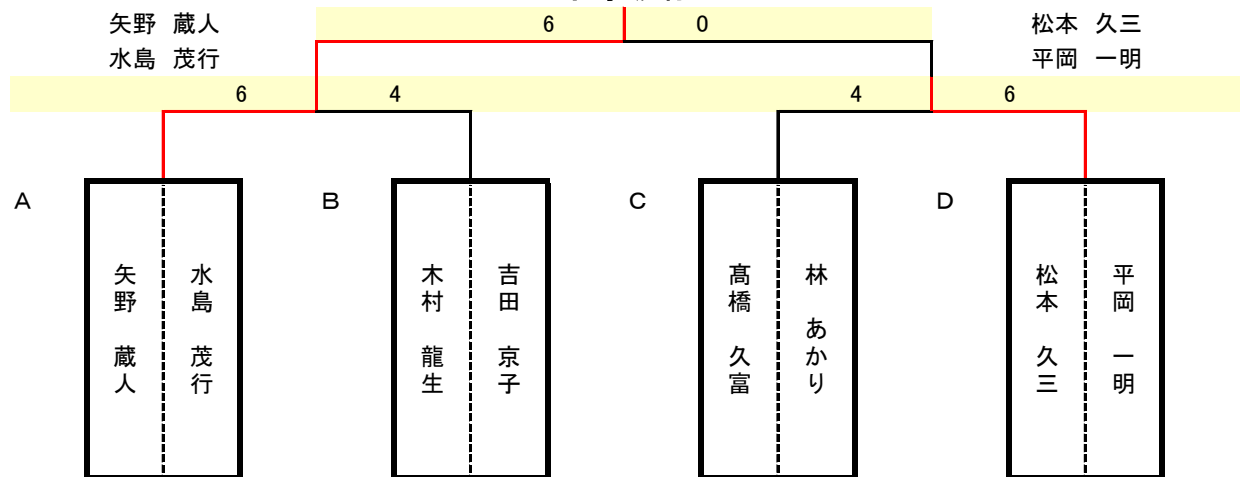 6 0
矢野 蔵人
水島 茂行
松本 久三
平岡 一明
6 4 4 6
A B C D
矢野 蔵人
水島 茂行
木村 龍生
吉田 京子
髙橋 久富
林 あかり
松本 久三
平岡 一明